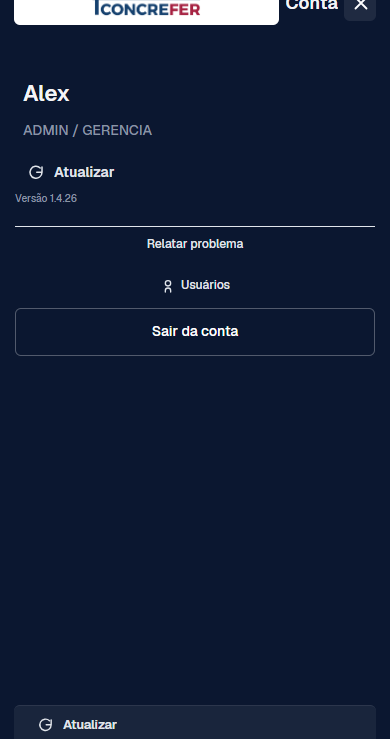 CONCREFER
Conta
Alex
ADMIN / GERENCIA
Atualizar
Versão 1.4.26
Relatar problema
Usuários
Sair da conta
Atualizar